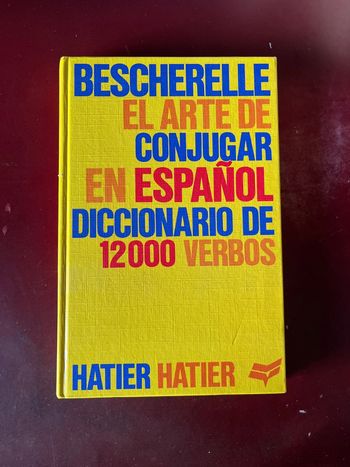 BESCHERELLE
EL ARTE DE
CONJUGAR
EN ESPAÑOL
DICCIONARIO DE
12000 VERBOS
HATIER HATIER